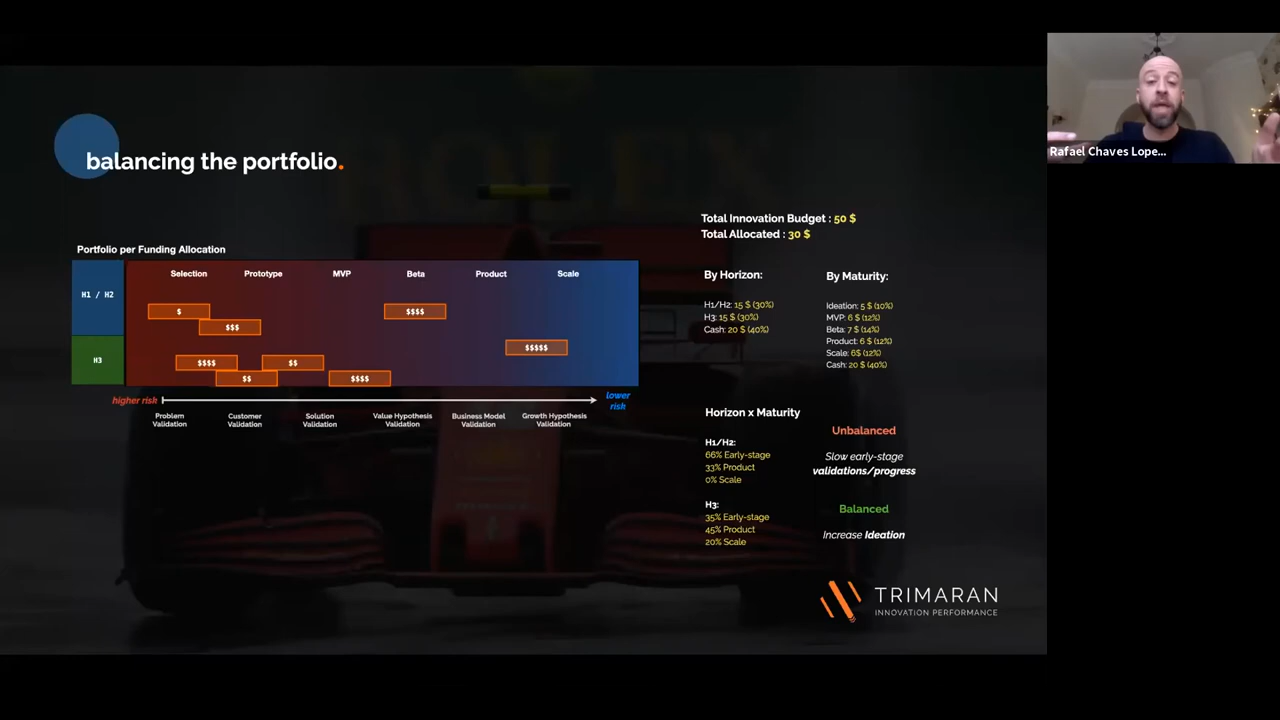 Rafael Chaves Lope...
balancing the portfolio.
Portfolio per Funding Allocation
H1 / H2
H3
Selection
Prototype
MVP
Beta
Product
Scale
$
$$$$
$$$
$$$$$
$$$$
$$
$$
$$$$
higher risk
lower
risk
Problem
Validation
Customer
Validation
Solution
Validation
Value Hypothesis
Validation
Business Model
Validation
Growth Hypothesis
Validation
Total Innovation Budget : 50 $
Total Allocated : 30 $
By Horizon:
H1/H2: 15 $ (30%)
H3: 15 $ (30%)
Cash: 20 $ (40%)
By Maturity:
Ideation: 5 $ (10%)
MVP: 6 $ (12%)
Beta: 7 $ (14%)
Product: 6 $ (12%)
Scale: 6$ (12%)
Cash: 20 $ (40%)
Horizon x Maturity
H1/H2:
66% Early-stage
33% Product
0% Scale
Unbalanced
Slow early-stage
validations/progress
H3:
35% Early-stage
45% Product
20% Scale
Balanced
Increase Ideation
TRIMARAN
INNOVATION PERFORMANCE